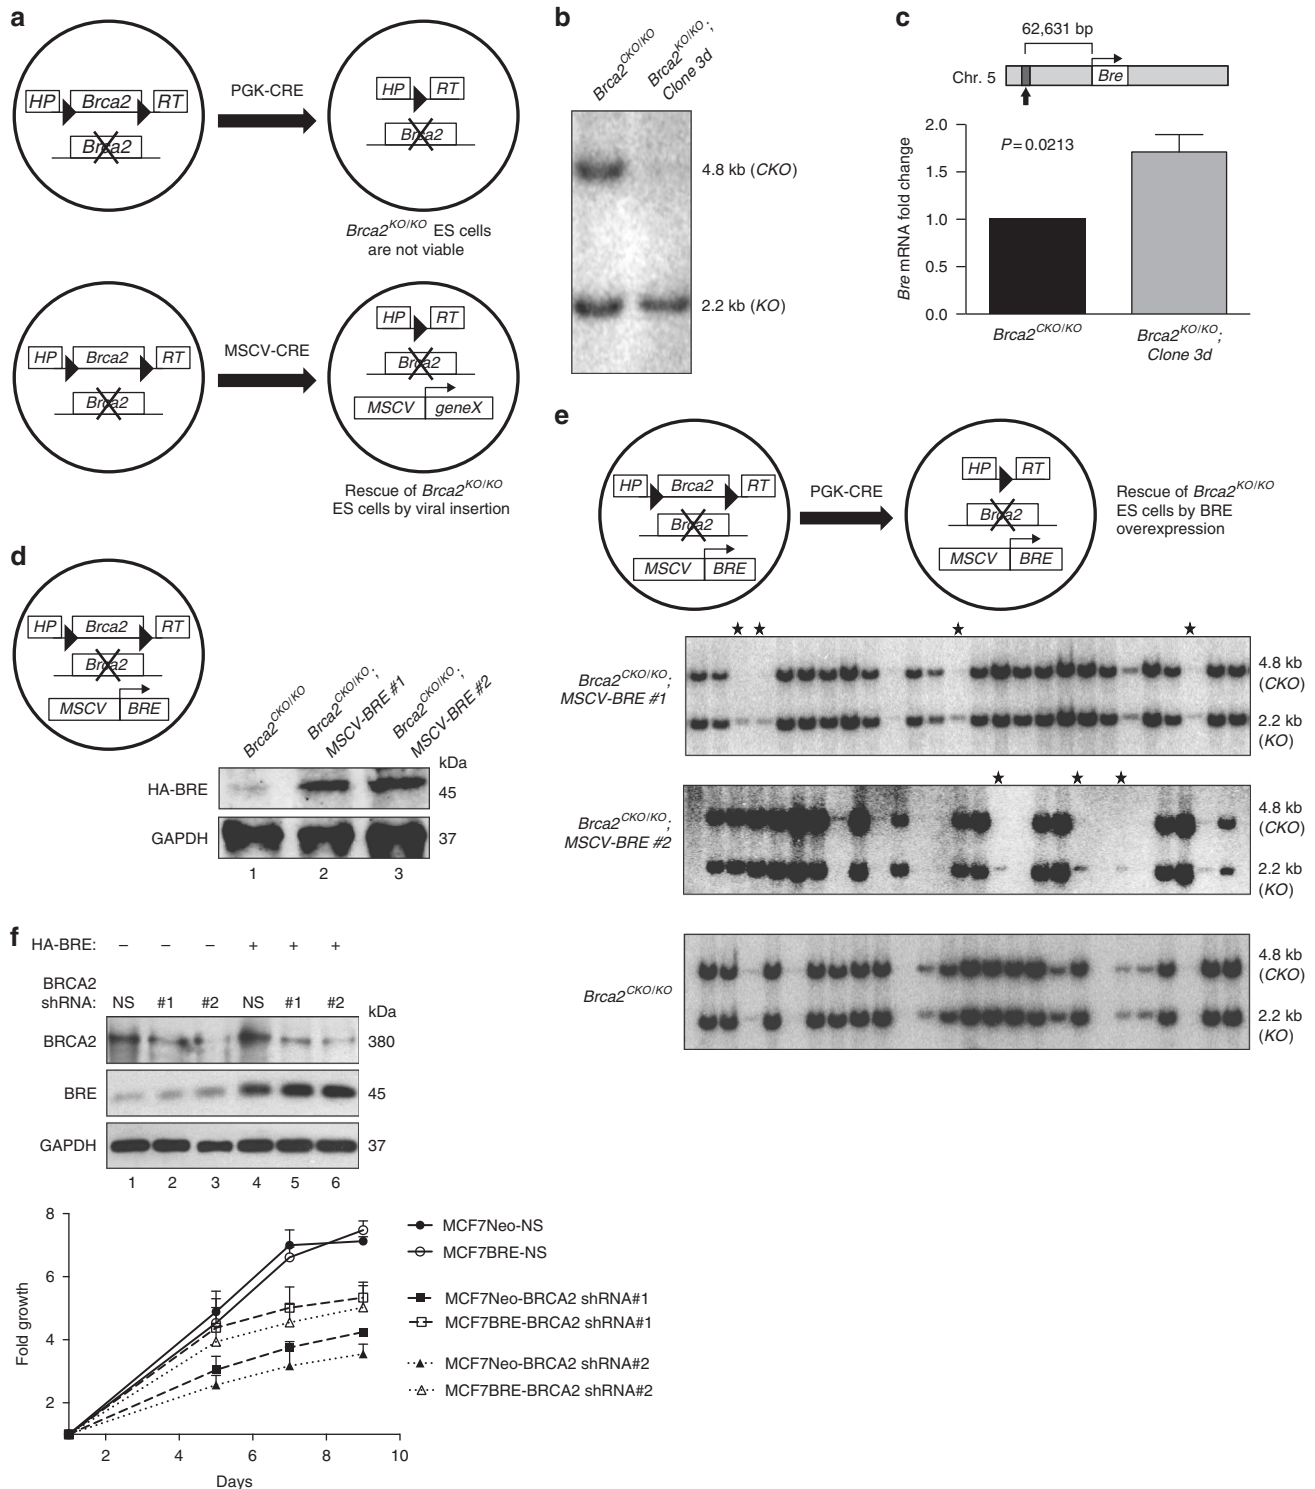 a
HP Brca2 RT
Brca2
PGK-CRE
HP RT
Brca2
Brca2KO/KO ES cells
are not viable
HP Brca2 RT
Brca2
MSCV-CRE
HP RT
Brca2
MSCV geneX
Rescue of Brca2KO/KO
ES cells by viral insertion
b
Brca2CKO/KO
Brca2KO/KO;
Clone 3d
4.8 kb (CKO)
2.2 kb (KO)
c
62,631 bp
Chr. 5
Bre
2.0
1.5
1.0
0.5
0.0
Bre mRNA fold change
P=0.0213
Brca2CKO/KO
Brca2KO/KO;
Clone 3d
d
HP Brca2 RT
Brca2
MSCV BRE
Brca2CKO/KO
Brca2CKO/KO;
MSCV-BRE #1
Brca2CKO/KO;
MSCV-BRE #2
kDa
HA-BRE
45
GAPDH
37
1 2 3
e
HP Brca2 RT
Brca2
MSCV BRE
PGK-CRE
HP RT
Brca2
MSCV BRE
Rescue of Brca2KO/KO
ES cells by BRE
overexpression
Brca2CKO/KO;
MSCV-BRE #1
4.8 kb
(CKO)
2.2 kb
(KO)
Brca2CKO/KO;
MSCV-BRE #2
4.8 kb
(CKO)
2.2 kb
(KO)
Brca2CKO/KO
4.8 kb
(CKO)
2.2 kb
(KO)
f
HA-BRE: – – – + + +
BRCA2
shRNA: NS #1 #2 NS #1 #2
kDa
BRCA2
380
BRE
45
GAPDH
37
1 2 3 4 5 6
8
6
4
2
Fold growth
2 4 6 8 10
Days
MCF7Neo-NS
MCF7BRE-NS
MCF7Neo-BRCA2 shRNA#1
MCF7BRE-BRCA2 shRNA#1
MCF7Neo-BRCA2 shRNA#2
MCF7BRE-BRCA2 shRNA#2